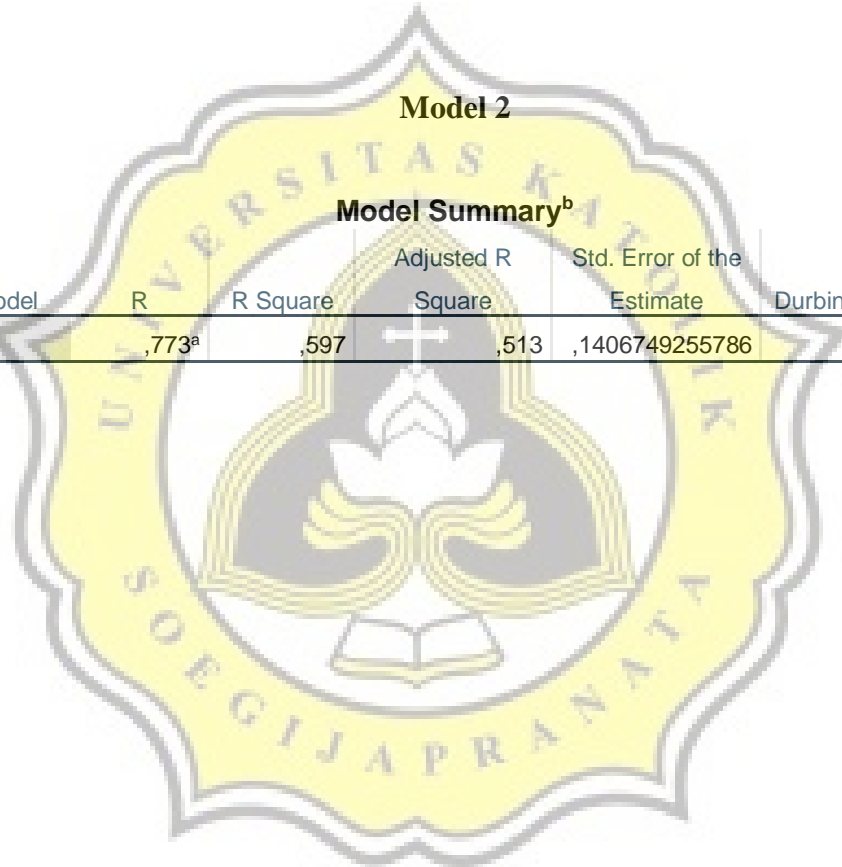 Model 2
UNIVERSITAS KATOLIK
Model Summaryᵇ
Adjusted R Std. Error of the
odel R R Square Square Estimate Durbin
,773ᵃ ,597 ,513 ,1406749255786
SOEGIJAPRANATA